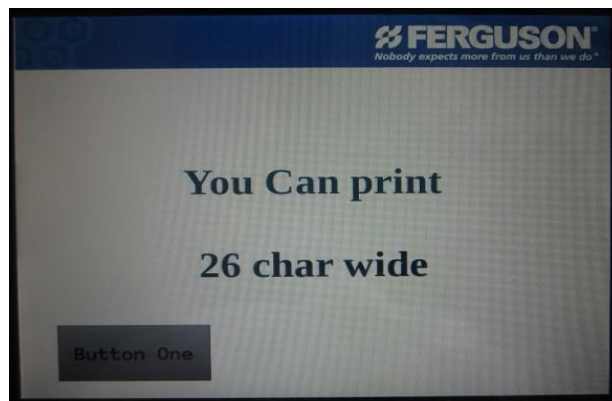 FERGUSON®
Nobody expects more from us than we do®
You Can print
26 char wide
Button One